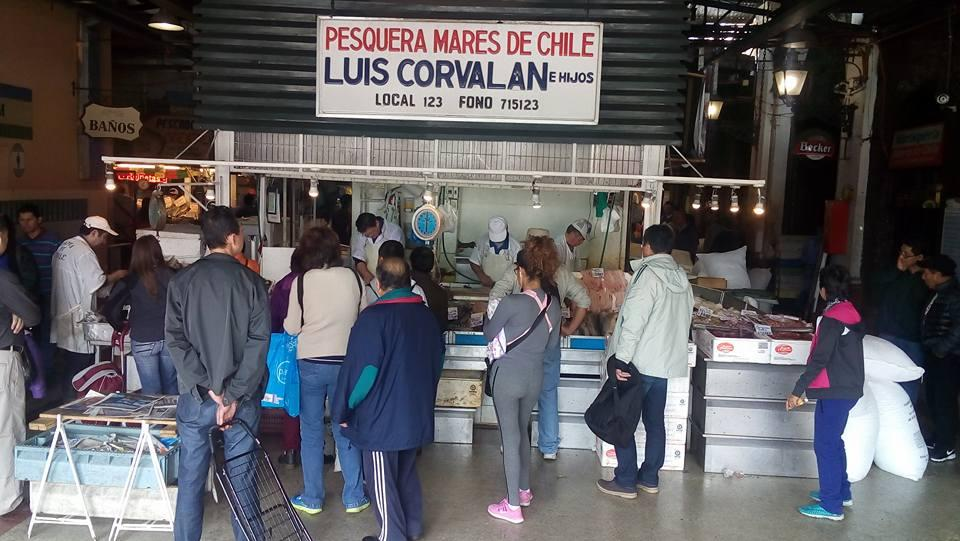 PESQUERA MARES DE CHILE
LUIS CORVALAN E HIJOS
LOCAL 123 FONO 715123
BAÑOS
Becker